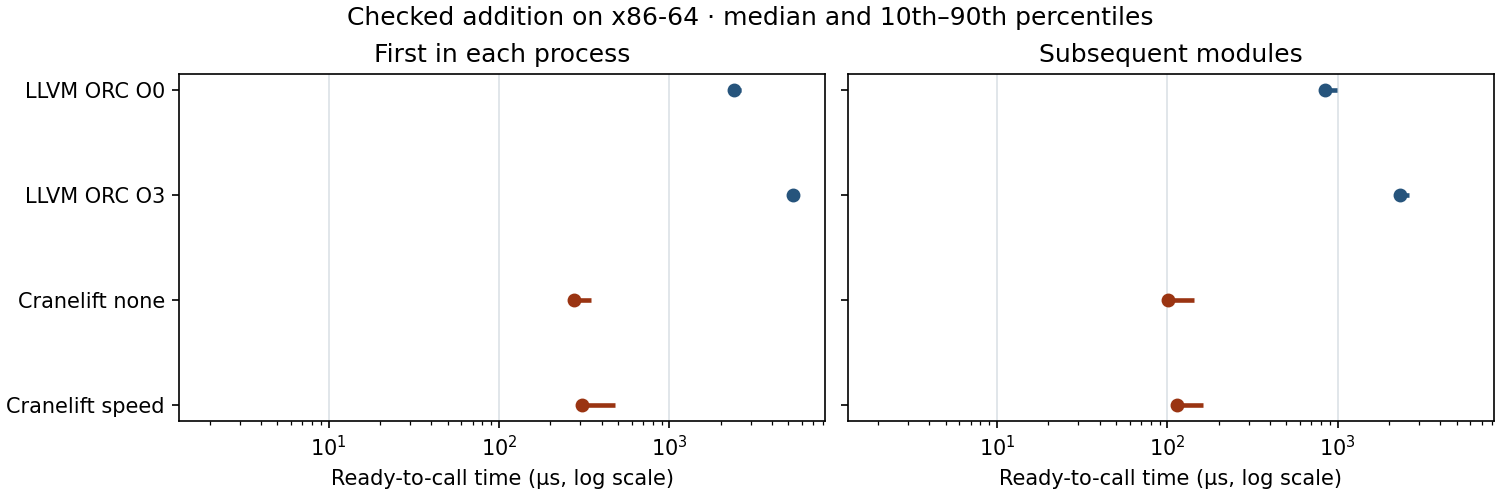 Checked addition on x86-64 · median and 10th–90th percentiles
First in each process
Subsequent modules
LLVM ORC O0
LLVM ORC O3
Cranelift none
Cranelift speed
10¹ 10² 10³
10¹ 10² 10³
Ready-to-call time (µs, log scale)
Ready-to-call time (µs, log scale)